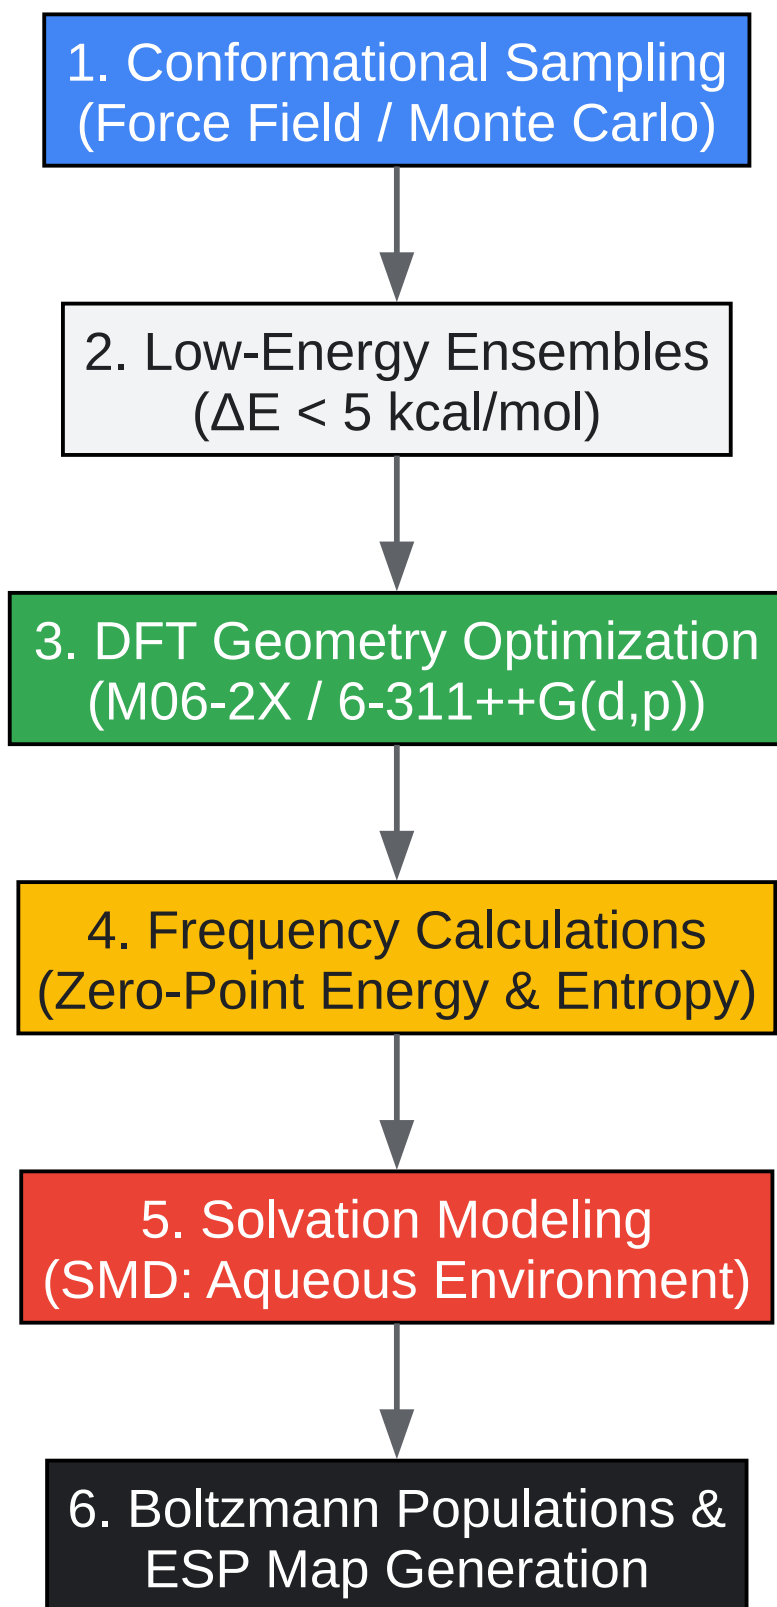 1. Conformational Sampling
(Force Field / Monte Carlo)
2. Low-Energy Ensembles
(ΔE < 5 kcal/mol)
3. DFT Geometry Optimization
(M06-2X / 6-311++G(d,p))
4. Frequency Calculations
(Zero-Point Energy & Entropy)
5. Solvation Modeling
(SMD: Aqueous Environment)
6. Boltzmann Populations &
ESP Map Generation